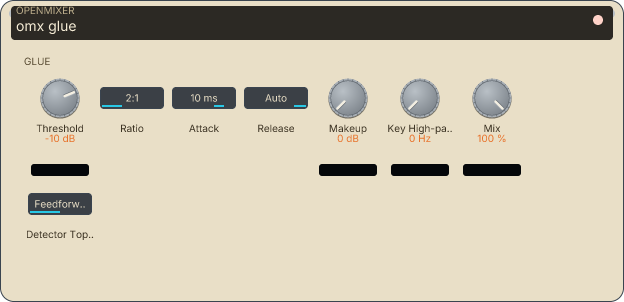 OPENMIXER
omx glue
GLUE
2:1
10 ms
Auto
Threshold
Ratio
Attack
Release
Makeup
Key High-pa..
Mix
-10 dB
0 dB
0 Hz
100 %
Feedforw..
Detector Top..